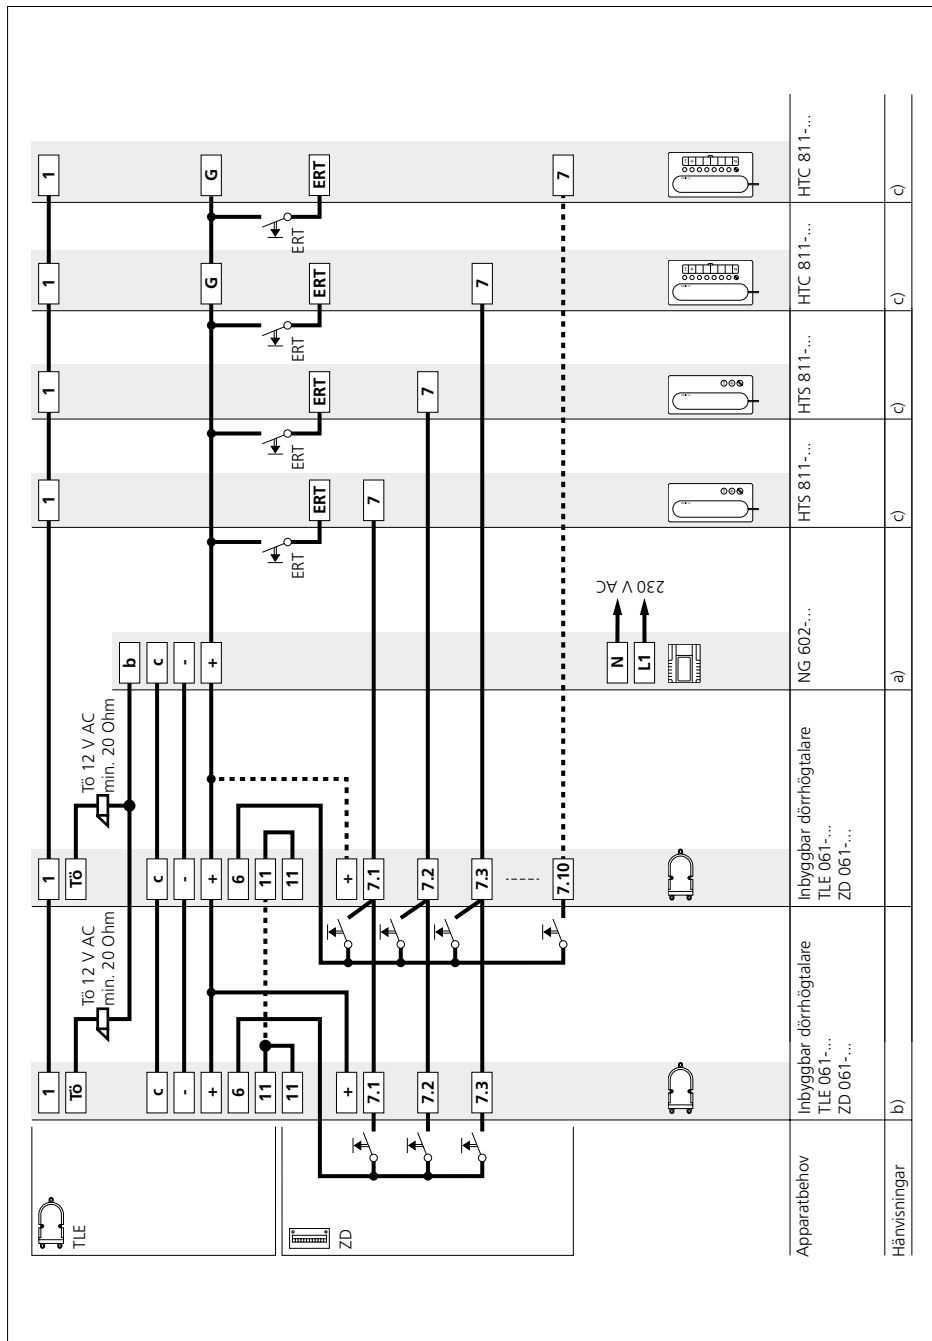 1 1 1 1 1 1
TLE
Tö Tö
Tö 12 V AC Tö 12 V AC
min. 20 Ohm min. 20 Ohm
b
c c c
- - -
+ + + G G
6 6
11 11
11 11
ERT ERT ERT ERT
ERT ERT ERT ERT
ZD
+ +
7.1 7.1 7
7.2 7.2 7
7.3 7.3 7
7.10 7
N
230 V AC
L1
Apparatbehov
Inbyggbar dörrhögtalare
TLE 061-...
ZD 061-...
Inbyggbar dörrhögtalare
TLE 061-...
ZD 061-...
NG 602-...
HTS 811-...
HTS 811-...
HTC 811-...
HTC 811-...
Hänvisningar
b)
a)
c)
c)
c)
c)